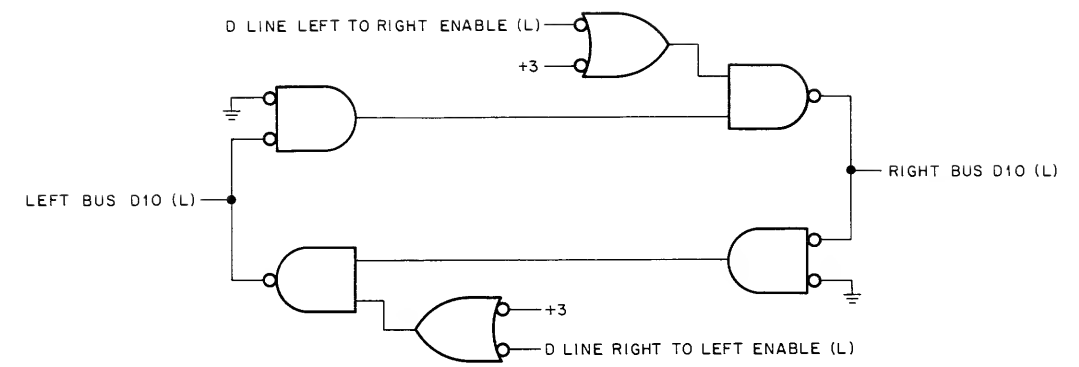 D LINE LEFT TO RIGHT ENABLE (L)
+3
RIGHT BUS D10 (L)
LEFT BUS D10 (L)
+3
D LINE RIGHT TO LEFT ENABLE (L)